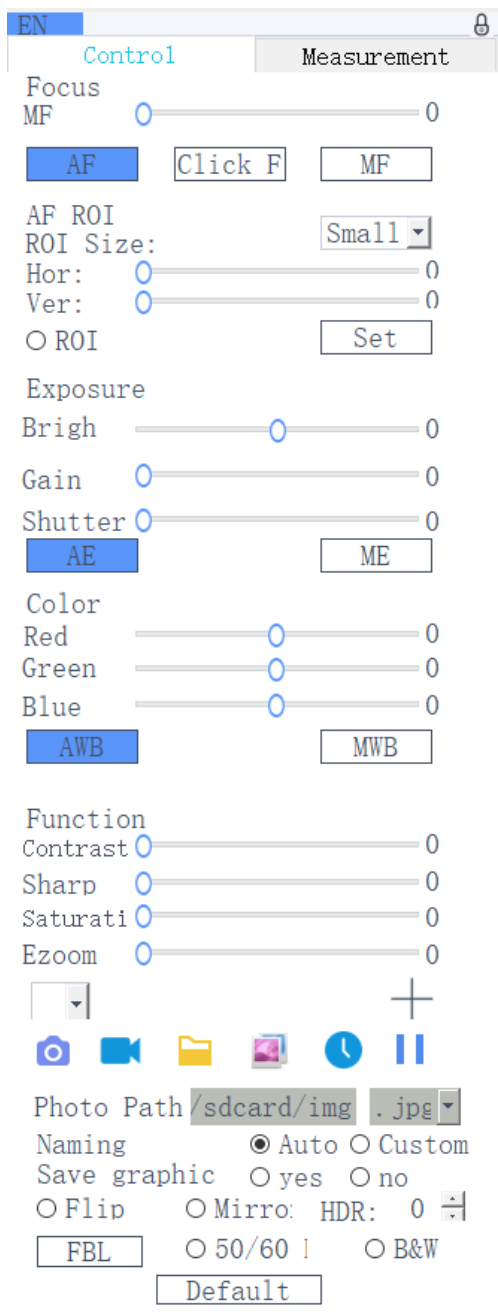 EN
Control Measurement
Focus
MF 0
AF Click F MF
AF ROI
ROI Size: Small
Hor: 0
Ver: 0
ROI Set
Exposure
Brigh 0
Gain 0
Shutter 0
AE ME
Color
Red 0
Green 0
Blue 0
AWB MWB
Function
Contrast 0
Sharp 0
Saturati 0
Ezoom 0
Photo Path /sdcard/img .jpg
Naming Auto Custom
Save graphic yes no
Flip Mirro HDR: 0
FBL 50/60 B&W
Default